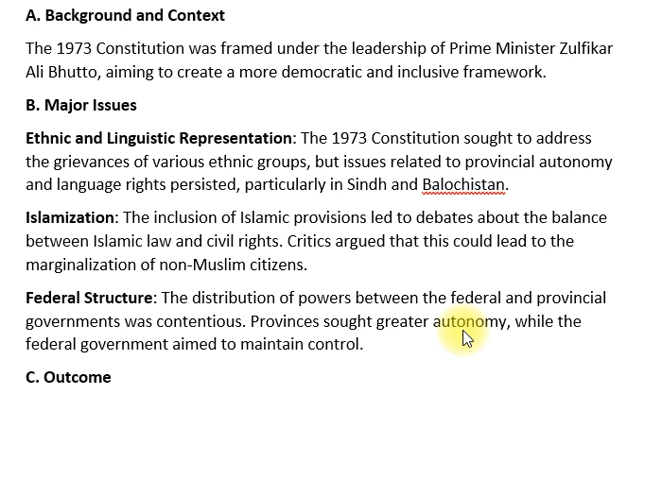 A. Background and Context
The 1973 Constitution was framed under the leadership of Prime Minister Zulfikar
Ali Bhutto, aiming to create a more democratic and inclusive framework.
B. Major Issues
Ethnic and Linguistic Representation: The 1973 Constitution sought to address
the grievances of various ethnic groups, but issues related to provincial autonomy
and language rights persisted, particularly in Sindh and Balochistan.
Islamization: The inclusion of Islamic provisions led to debates about the balance
between Islamic law and civil rights. Critics argued that this could lead to the
marginalization of non-Muslim citizens.
Federal Structure: The distribution of powers between the federal and provincial
governments was contentious. Provinces sought greater autonomy, while the
federal government aimed to maintain control.
C. Outcome